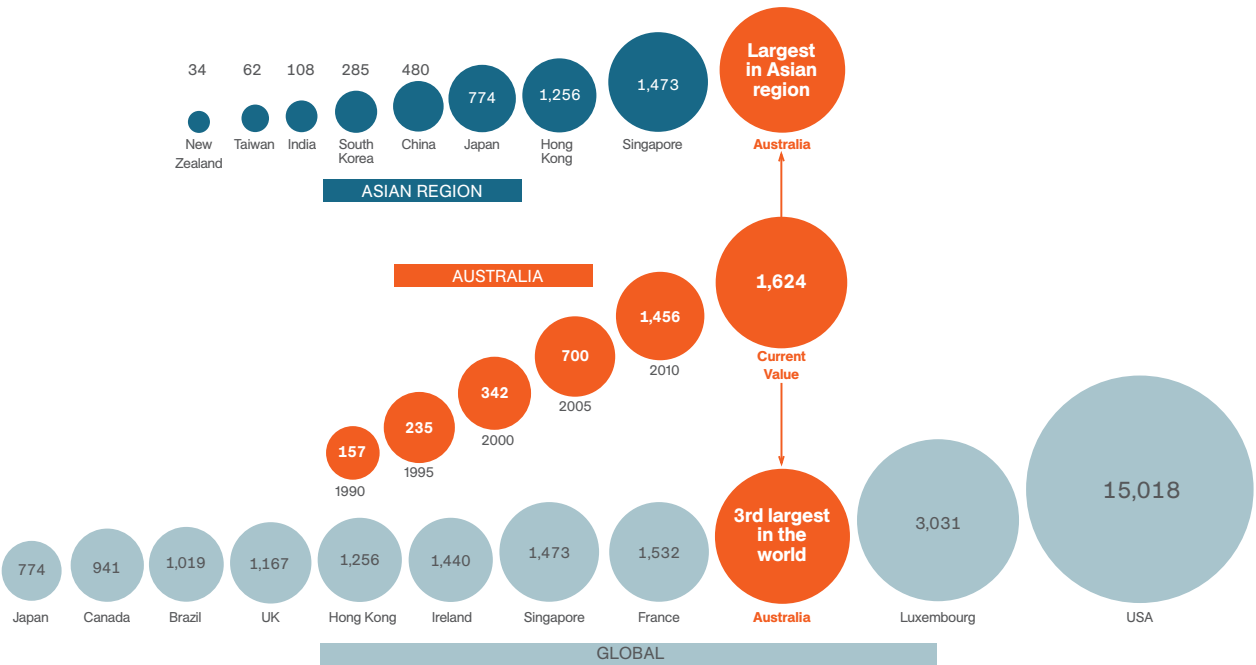 34 62 108 285 480 774 1,256 1,473
Largest
in Asian
region
New
Zealand
Taiwan
India
South
Korea
China
Japan
Hong
Kong
Singapore
Australia
ASIAN REGION
AUSTRALIA
157
1990
235
1995
342
2000
700
2005
1,456
2010
1,624
Current
Value
774
941
1,019
1,167
1,256
1,440
1,473
1,532
3rd largest
in the
world
3,031
15,018
Japan
Canada
Brazil
UK
Hong Kong
Ireland
Singapore
France
Australia
Luxembourg
USA
GLOBAL